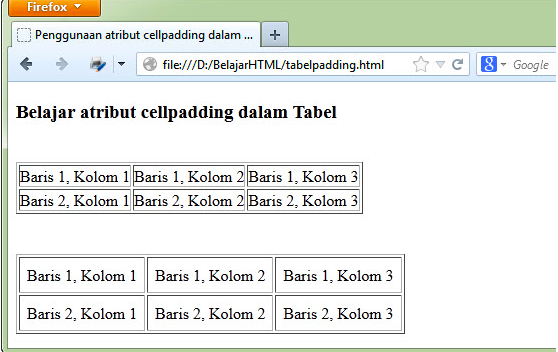 Firefox
Penggunaan atribut cellpadding dalam ...
file:///D:/BelajarHTML/tabelpadding.html
8
Google
Belajar atribut cellpadding dalam Tabel
Baris 1, Kolom 1 Baris 1, Kolom 2 Baris 1, Kolom 3
Baris 2, Kolom 1 Baris 2, Kolom 2 Baris 2, Kolom 3
Baris 1, Kolom 1 Baris 1, Kolom 2 Baris 1, Kolom 3
Baris 2, Kolom 1 Baris 2, Kolom 2 Baris 2, Kolom 3